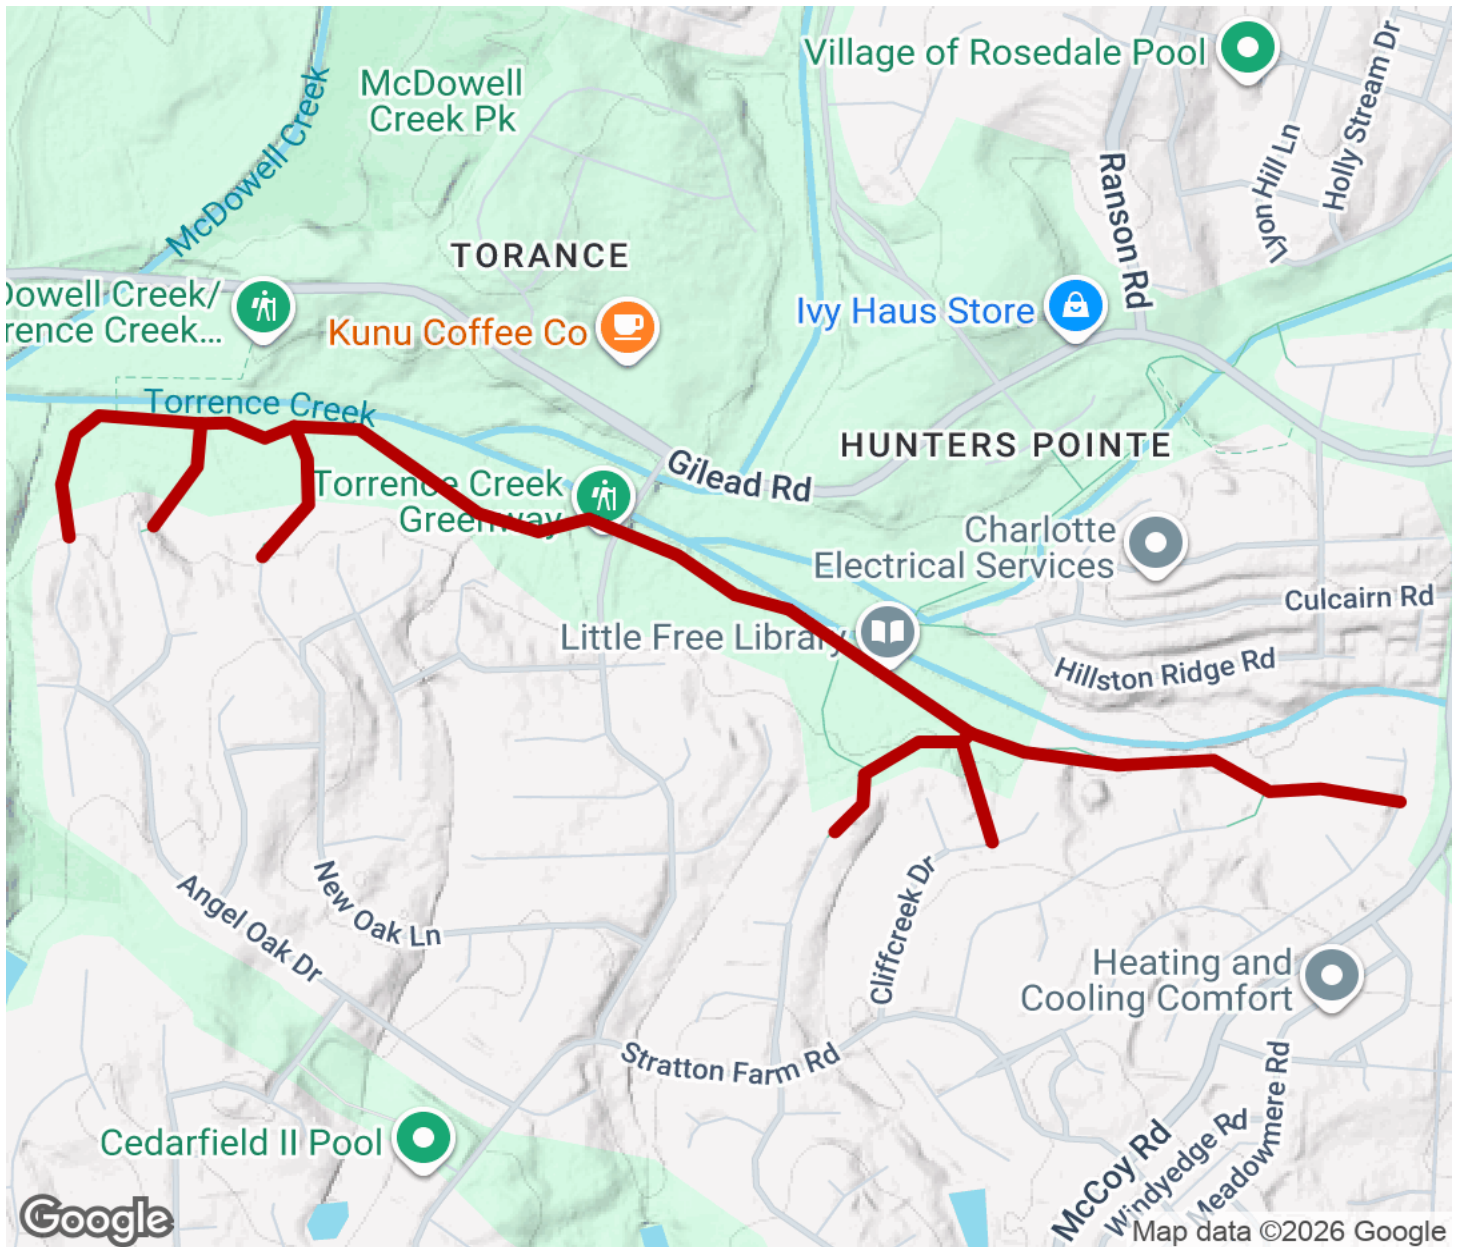 Village of Rosedale Pool
McDowell
Creek Pk
McDowell Creek
Holly Stream Dr
Lyon Hill Ln
Ranson Rd
TORANCE
Dowell Creek/
rence Creek...
Kunu Coffee Co
Ivy Haus Store
Torrence Creek
HUNTERS POINTE
Gilead Rd
Torrence Creek
Greenway
Charlotte
Electrical Services
Culcairn Rd
Little Free Library
Hillston Ridge Rd
New Oak Ln
Angel Oak Dr
Cliffcreek Dr
Heating and
Cooling Comfort
Stratton Farm Rd
Cedarfield II Pool
McCoy Rd
Windyedge Rd
Meadowmere Rd
Google
Map data ©2026 Google